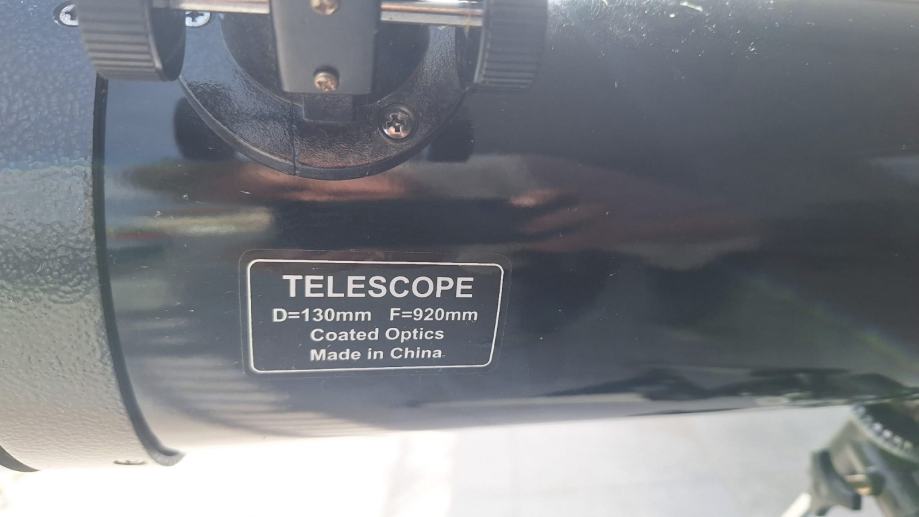 TELESCOPE
D=130mm F=920mm
Coated Optics
Made in China